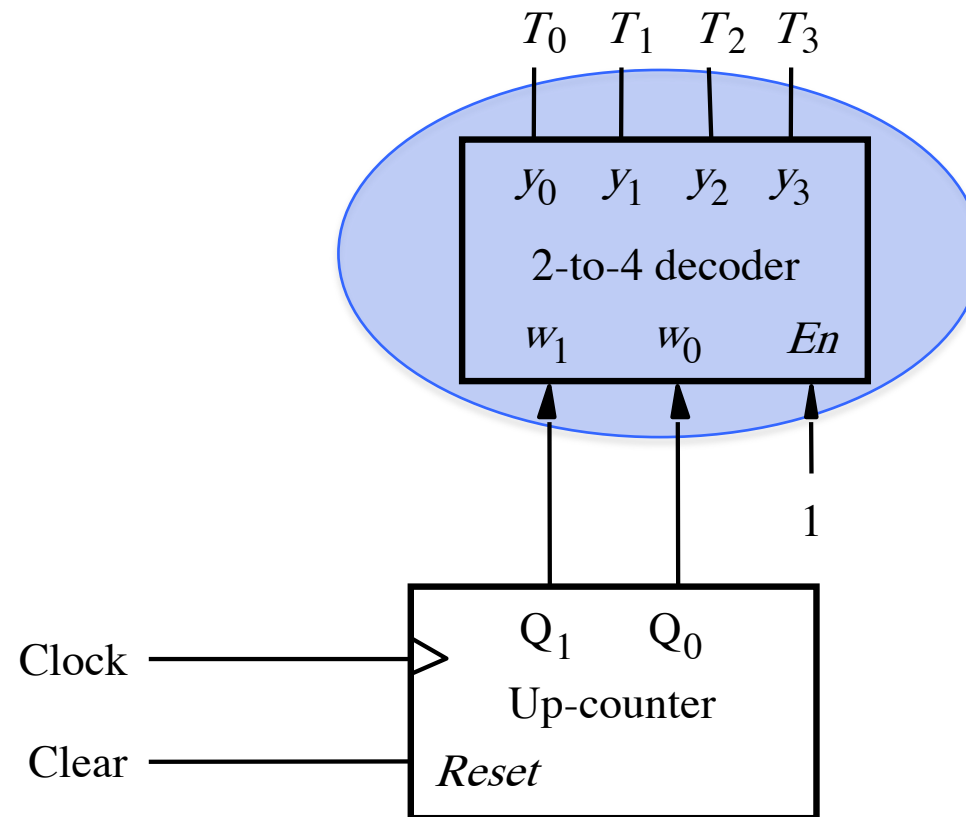 T0 T1 T2 T3
y0 y1 y2 y3
2-to-4 decoder
w1 w0 En
1
Q1 Q0
Clock
Up-counter
Clear
Reset